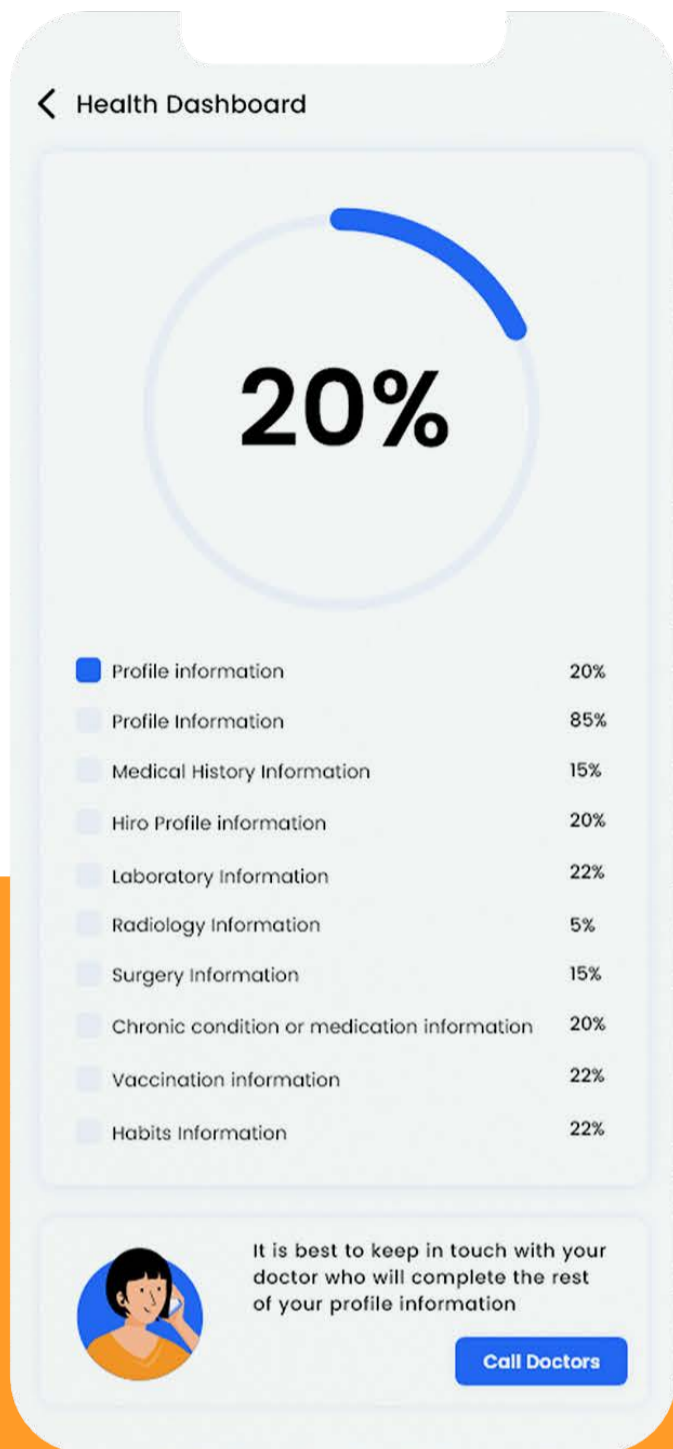 Health Dashboard
20%
Profile information 20%
Profile Information 85%
Medical History Information 15%
Hiro Profile information 20%
Laboratory Information 22%
Radiology Information 5%
Surgery Information 15%
Chronic condition or medication information 20%
Vaccination information 22%
Habits Information 22%
It is best to keep in touch with your
doctor who will complete the rest
of your profile information
Call Doctors